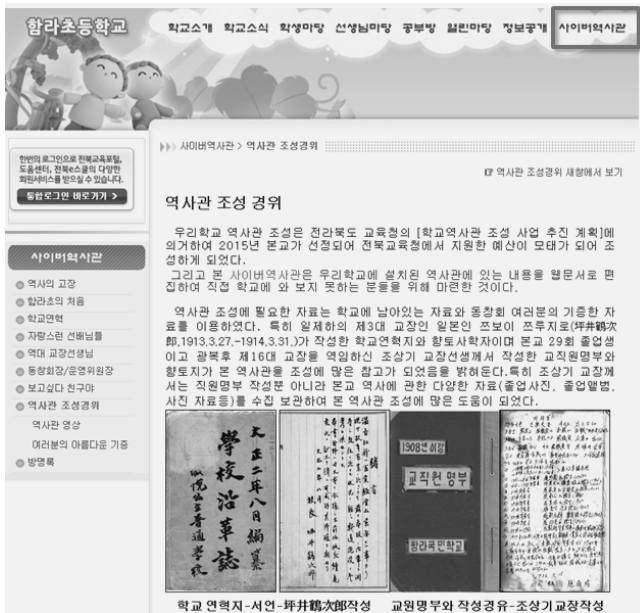 함라초등학교
학교소개 학교소식 학생마당 선생님마당 공부방 열린마당 정보공개 사이버역사관
사이버역사관 > 역사관 조성경위
역사관 조성경위 새창에서 보기
한번의 로그인으로 전북교육포털,
도움센터, 전북e스쿨의 다양한
회원서비스를 받으실 수 있습니다.
통합로그인 바로가기 >
사이버역사관
역사의 고장
함라초의 처음
학교연혁
자랑스런 선배님들
역대 교장선생님
동창회장/운영위원장
보고싶다 친구야
역사관 조성경위
역사관 영상
여러분의 아름다운 기증
방명록
역사관 조성 경위
우리학교 역사관 조성은 전라북도 교육청의 [학교역사관 조성 사업 추진 계획]에
의거하여 2015년 본교가 선정되어 전북교육청에서 지원한 예산이 모태가 되어 조
성하게 되었다.
그리고 본 사이버역사관은 우리학교에 설치된 역사관에 있는 내용을 웹문서로 편
집하여 직접 학교에 와 보지 못하는 분들을 위해 마련한 것이다.
역사관 조성에 필요한 자료는 학교에 남아있는 자료와 동창회 여러분의 기증한 자
료를 이용하였다. 특히 일제하의 제3대 교장인 일본인 쯔보이 쯔루지로(坪井鶴次
郎,1913.3.27.-1914.3.31.)가 작성한 학교연혁지와 향토사학자이며 본교 29회 졸업생
이고 광복후 제16대 교장을 역임하신 조상기 교장선생께서 작성한 교직원명부와
향토지가 본 역사관을 조성에 많은 참고가 되었음을 밝혀둔다.특히 조상기 교장께
서는 직원명부 작성뿐 아니라 본교 역사에 관한 다양한 자료(졸업사진, 졸업앨범,
사진 자료등)를 수집 보관하여 본 역사관 조성에 많은 도움이 되었다.
大正二年八月編纂
學校沿革誌
咸悅公立普通學校
緖言
1908년이강
교직원명부
함라국민학교
학교 연혁지-서언-坪井鶴次郎작성 교원명부와 작성경유-조상기교장작성